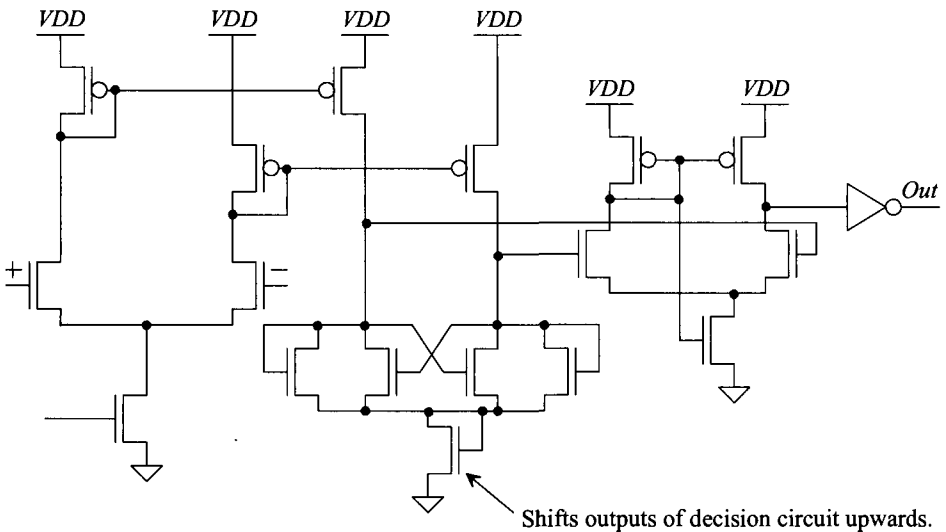 VDD
VDD
VDD
VDD
VDD
VDD
+
−
Out
Shifts outputs of decision circuit upwards.